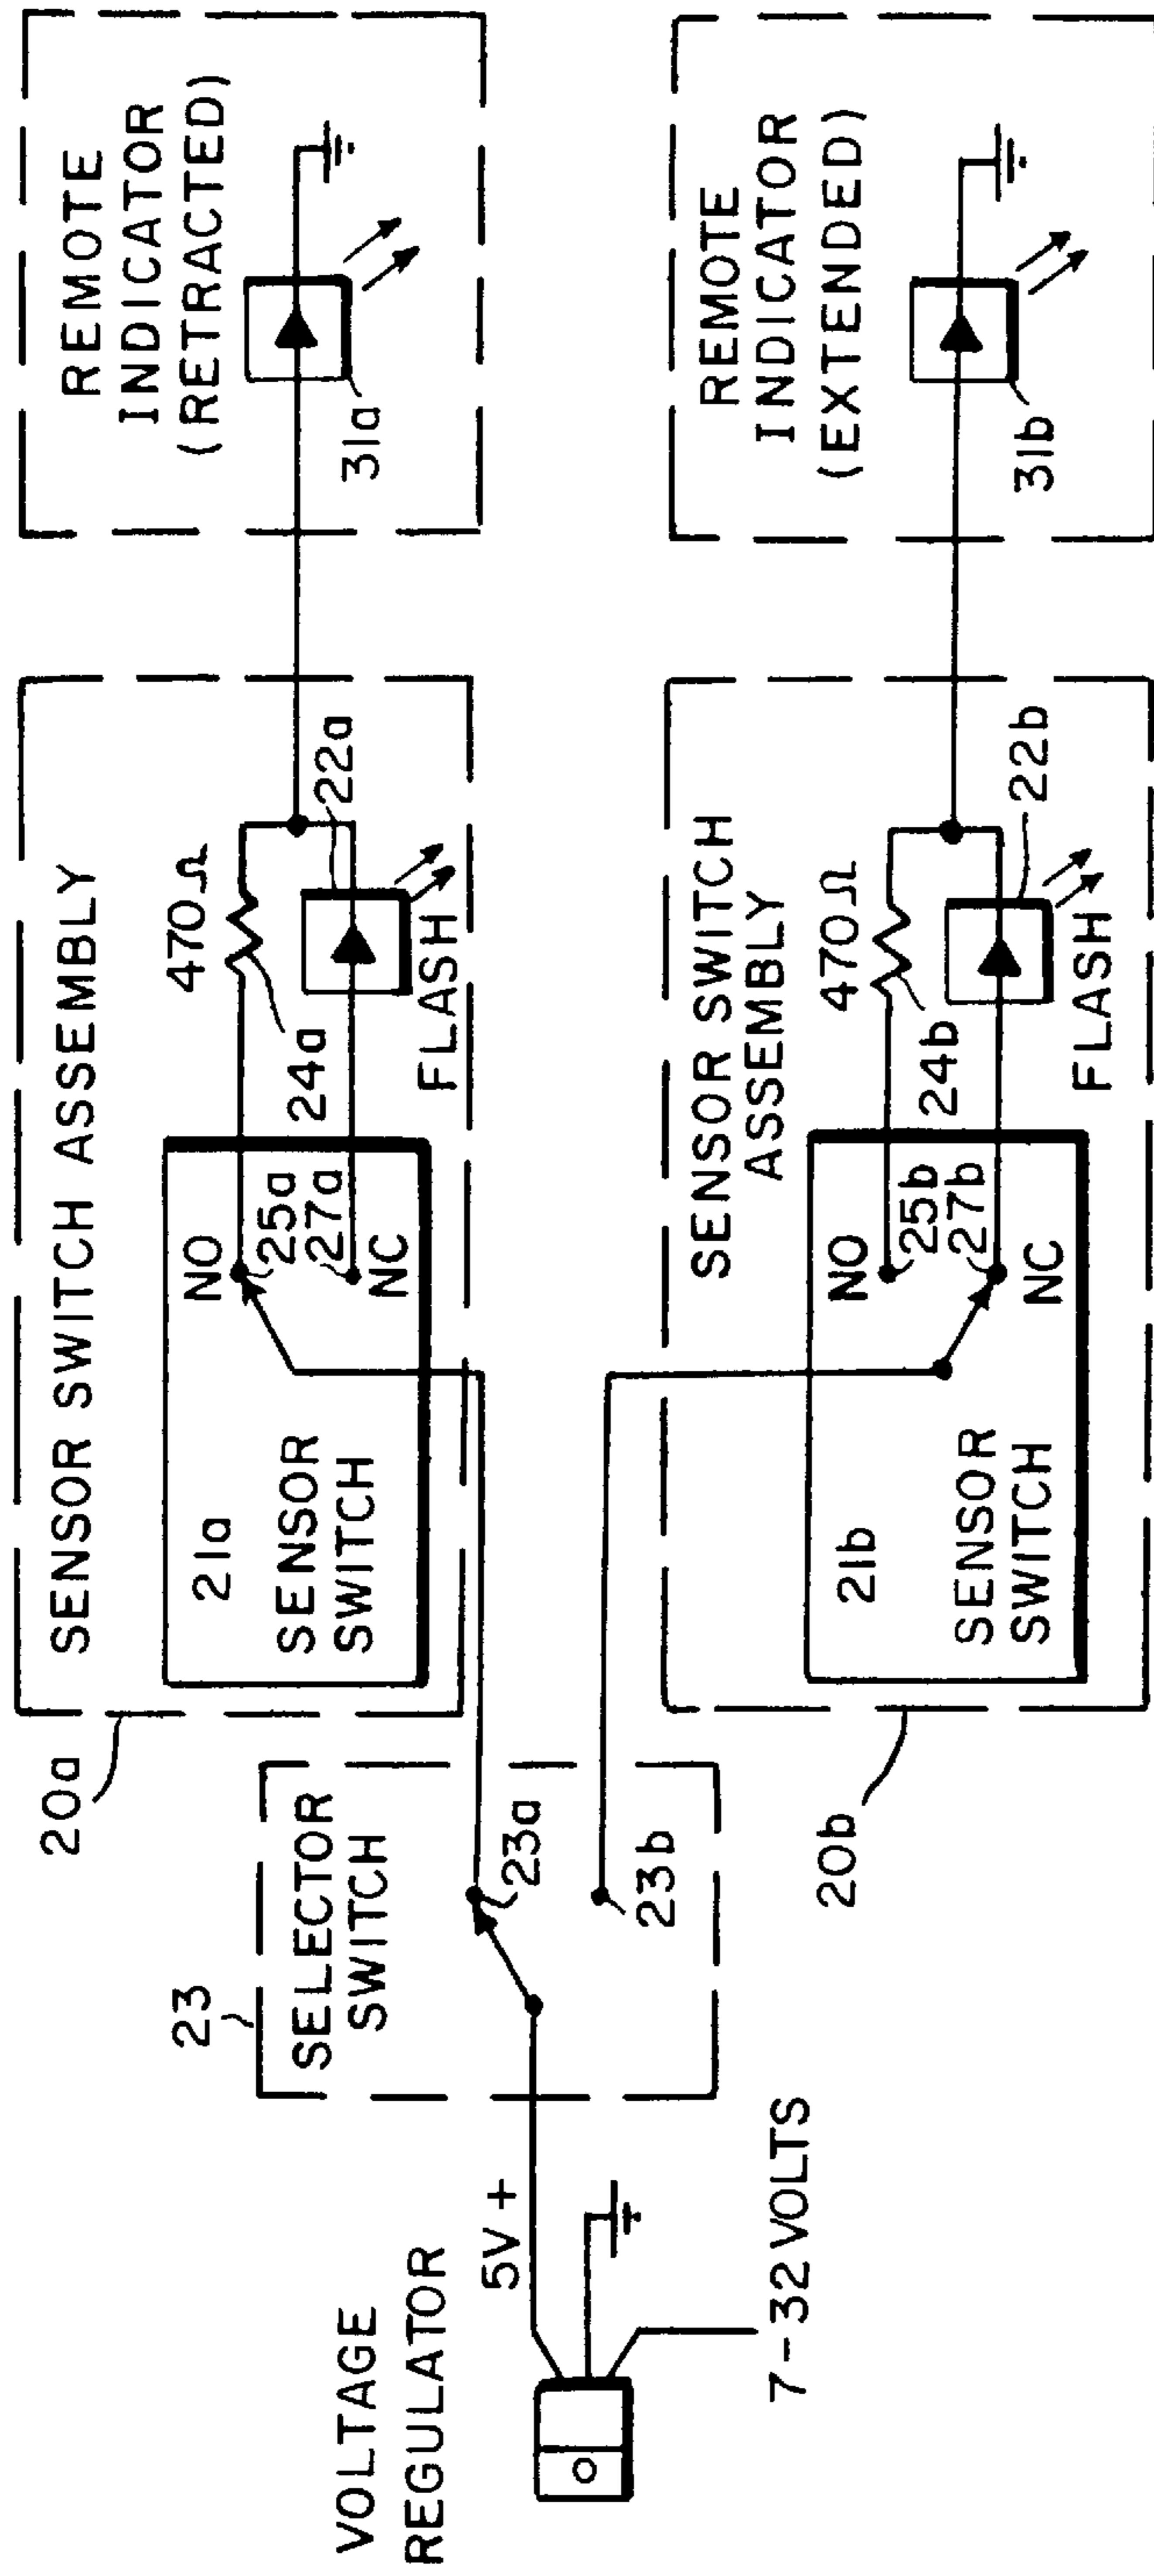 VOLTAGE
REGULATOR
5V +
7-32 VOLTS
23
SELECTOR
SWITCH
23a
23b
20a
SENSOR SWITCH ASSEMBLY
21a
SENSOR
SWITCH
NO
25a
27a
NC
470Ω
24a
22a
FLASH
REMOTE
INDICATOR
(RETRACTED)
31a
20b
SENSOR SWITCH
ASSEMBLY
21b
SENSOR
SWITCH
NO
25b
27b
NC
470Ω
24b
22b
FLASH
REMOTE
INDICATOR
(EXTENDED)
31b